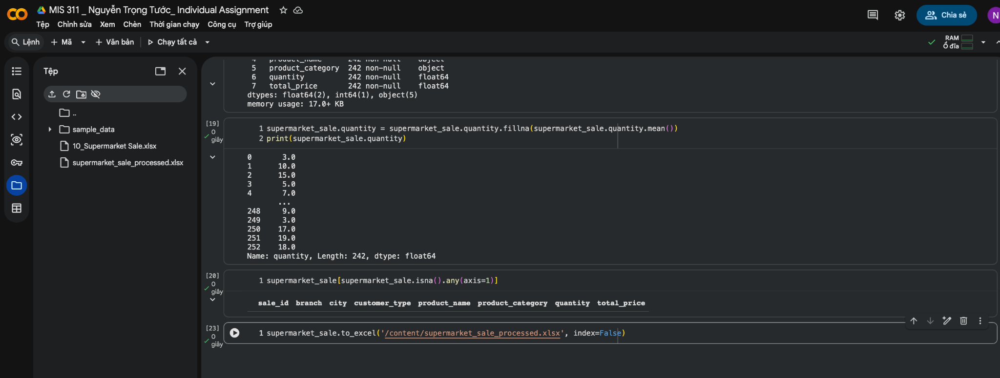 MIS 311 _ Nguyễn Trọng Tước_ Individual Assignment
Tệp Chỉnh sửa Xem Chèn Thời gian chạy Công cụ Trợ giúp
Chia sẻ
N
Lệnh + Mã + Văn bản Chạy tất cả
RAM
Ổ đĩa
Tệp
..
sample_data
10_Supermarket Sale.xlsx
supermarket_sale_processed.xlsx
4 product_name 242 non-null object
5 product_category 242 non-null object
6 quantity 242 non-null float64
7 total_price 242 non-null float64
dtypes: float64(2), int64(1), object(5)
memory usage: 17.0+ KB
[19]
0
giây
1 supermarket_sale.quantity = supermarket_sale.quantity.fillna(supermarket_sale.quantity.mean())
2 print(supermarket_sale.quantity)
0 3.0
1 10.0
2 15.0
3 5.0
4 7.0
...
248 9.0
249 3.0
250 17.0
251 19.0
252 18.0
Name: quantity, Length: 242, dtype: float64
[20]
0
giây
1 supermarket_sale[supermarket_sale.isna().any(axis=1)]
sale_id branch city customer_type product_name product_category quantity total_price
[23]
0
giây
1 supermarket_sale.to_excel('/content/supermarket_sale_processed.xlsx', index=False)